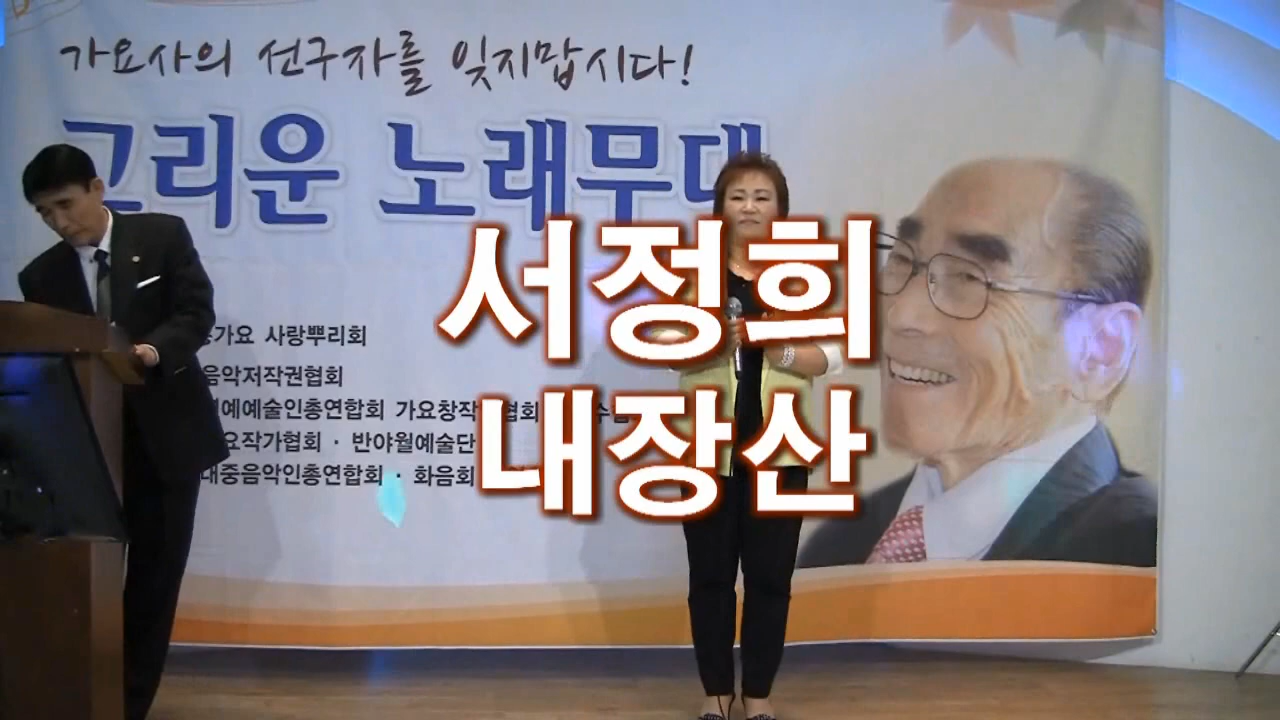 가요사의 선구자를 잊지맙시다!
그리운 노래무대
서정희
가요 사랑뿌리회
음악저작권협회
예예술인총연합회 가요창작 협회
내장산
요작가협회 · 반야월예술단
대중음악인총연합회 · 화음회